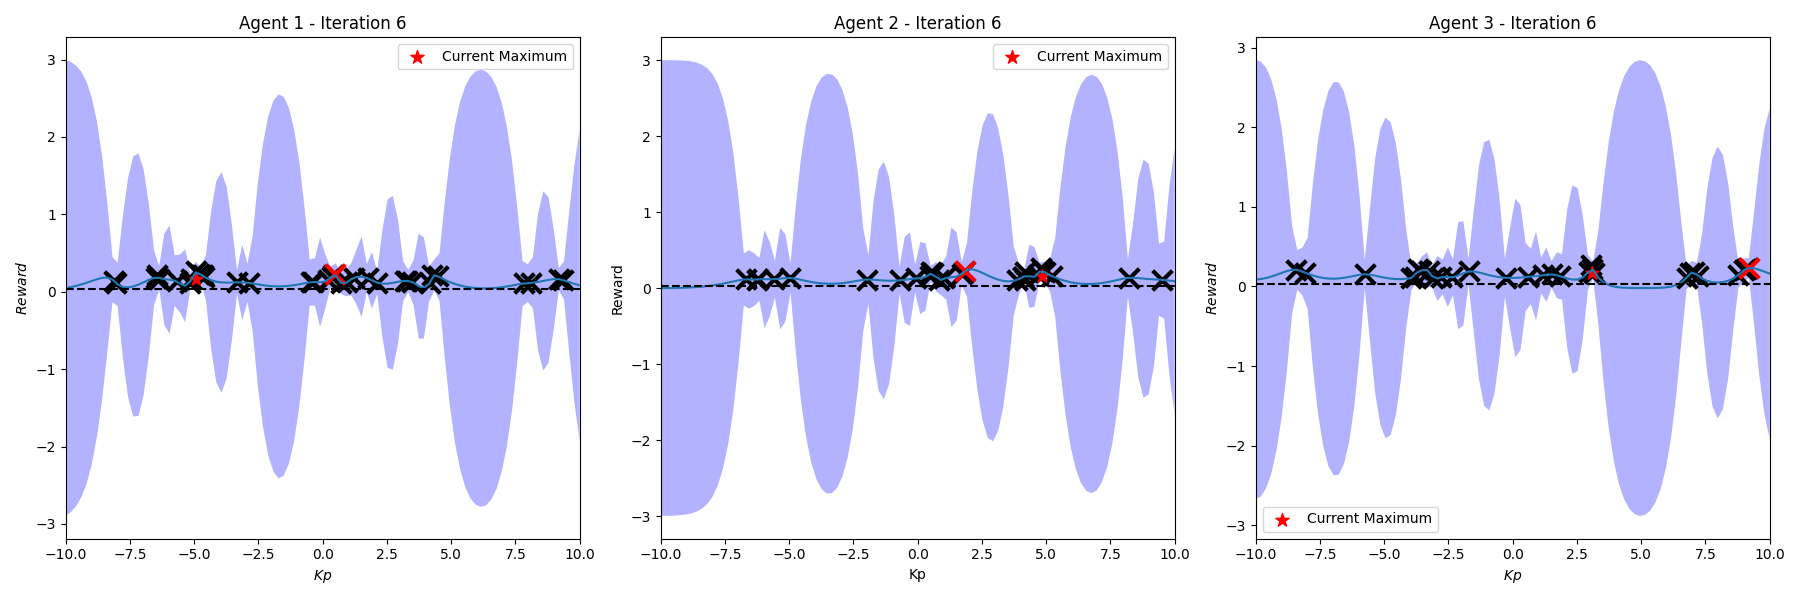 Agent 1 - Iteration 6
Current Maximum
3
2
1
0
−1
−2
−3
Reward
−10.0 −7.5 −5.0 −2.5 0.0 2.5 5.0 7.5 10.0
Kp
Agent 2 - Iteration 6
Current Maximum
3
2
1
0
−1
−2
−3
Reward
−10.0 −7.5 −5.0 −2.5 0.0 2.5 5.0 7.5 10.0
Kp
Agent 3 - Iteration 6
3
2
1
0
−1
−2
−3
Reward
Current Maximum
−10.0 −7.5 −5.0 −2.5 0.0 2.5 5.0 7.5 10.0
Kp